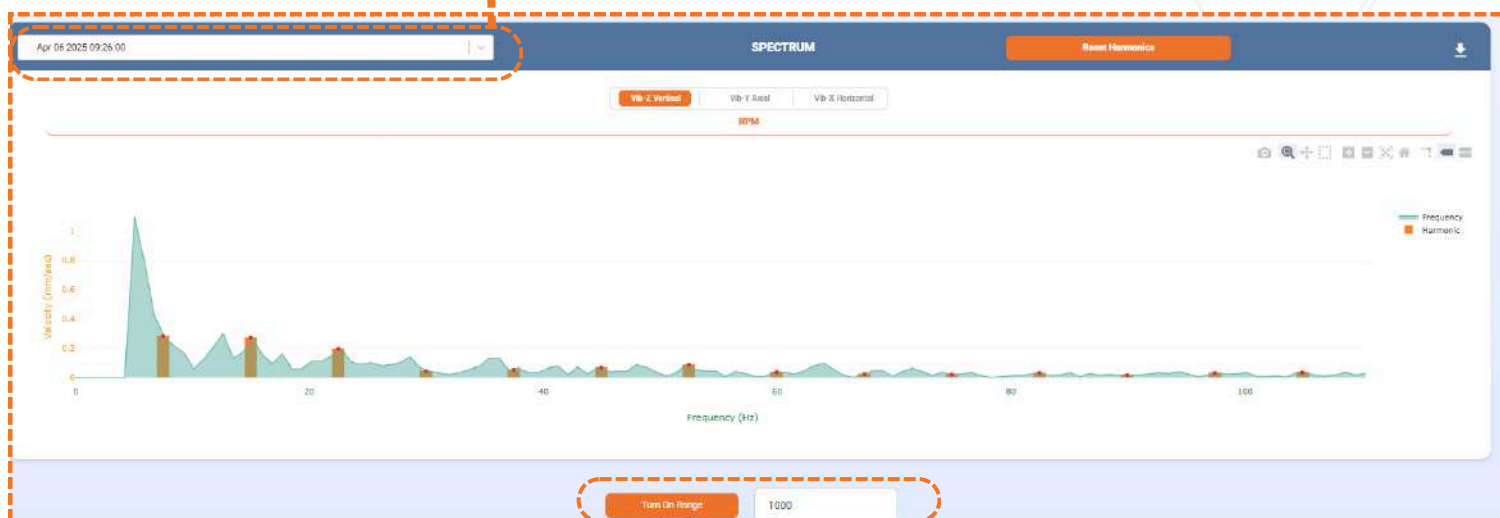 Apr 06 2025 09:26:00
SPECTRUM
Reset Harmonics
Vib-Z Vertical
Vib-Y Axial
Vib-X Horizontal
RPM
Frequency
Harmonic
Velocity (mm/sec)
1
0.8
0.6
0.4
0.2
0
0
20
40
60
80
100
Frequency (Hz)
Turn On Range
1000